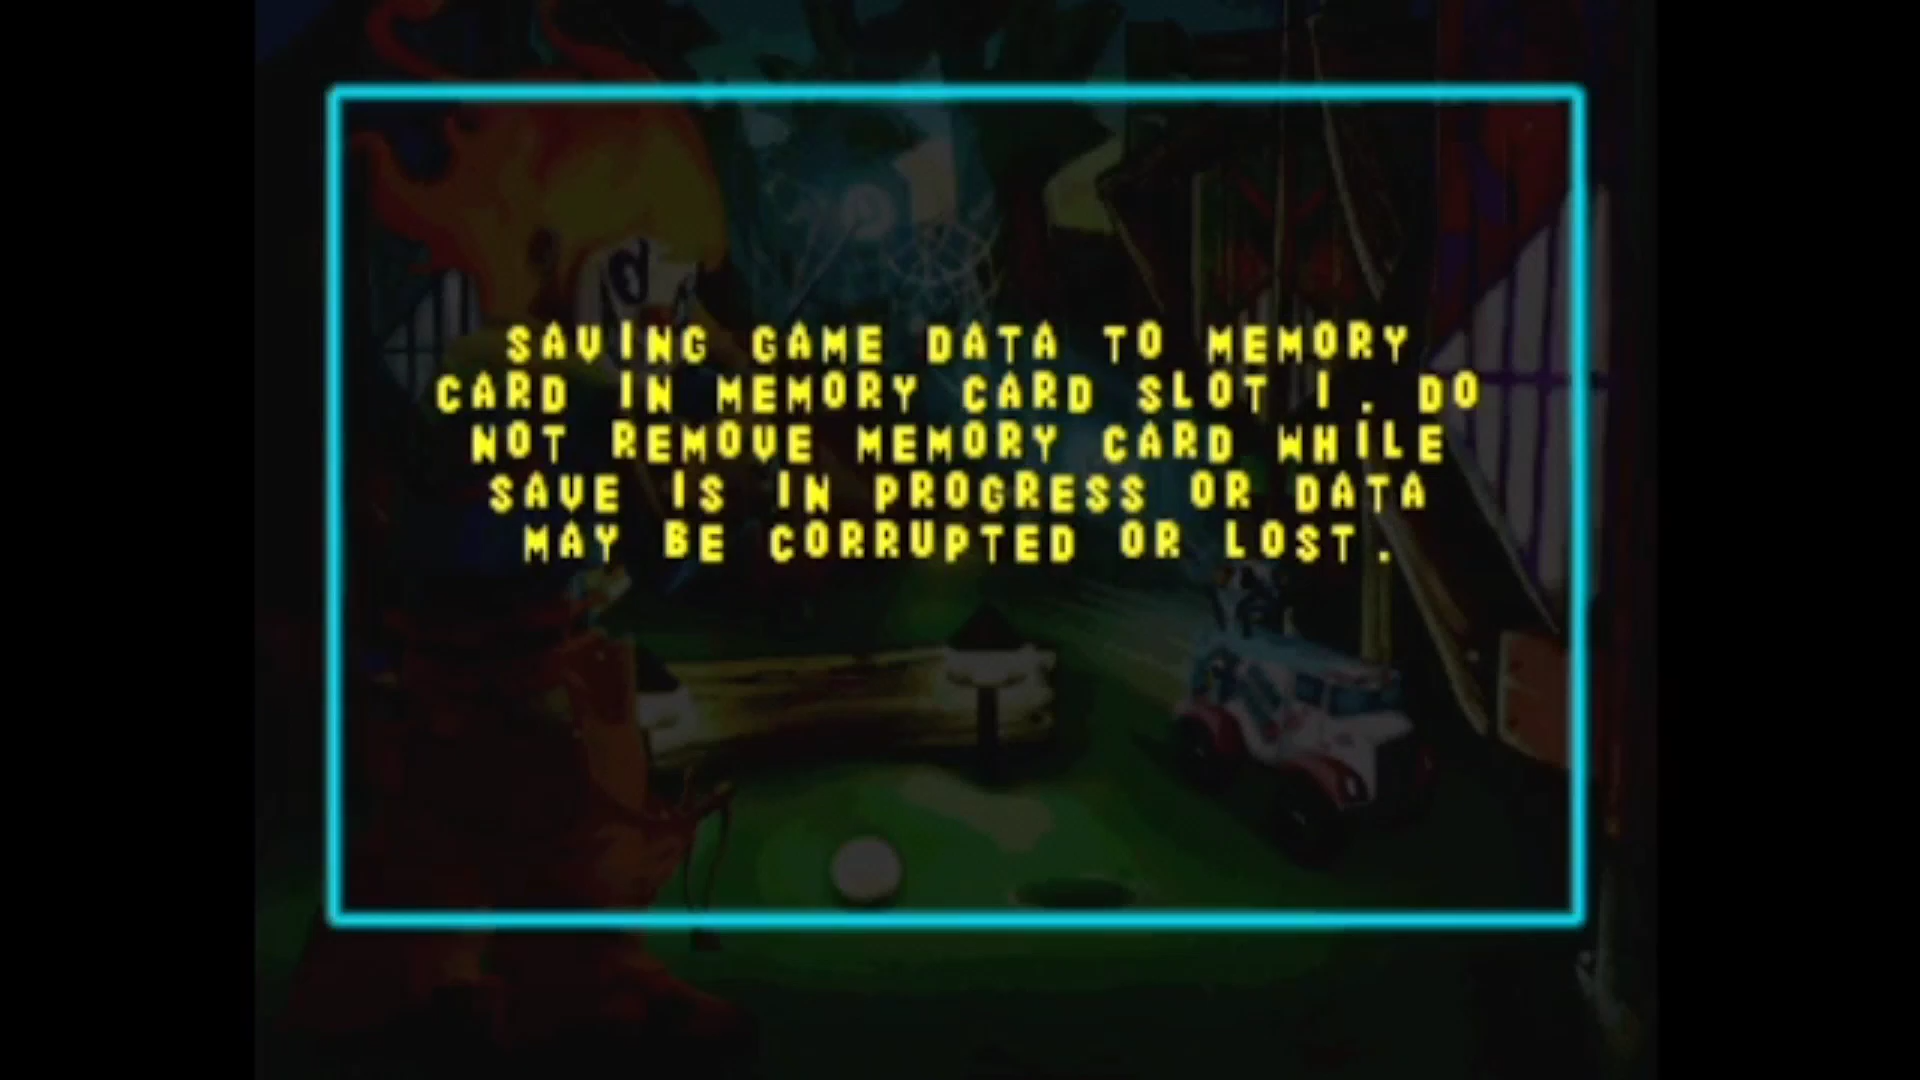 SAVING GAME DATA TO MEMORY
CARD IN MEMORY CARD SLOT 1. DO
NOT REMOVE MEMORY CARD WHILE
SAVE IS IN PROGRESS OR DATA
MAY BE CORRUPTED OR LOST.